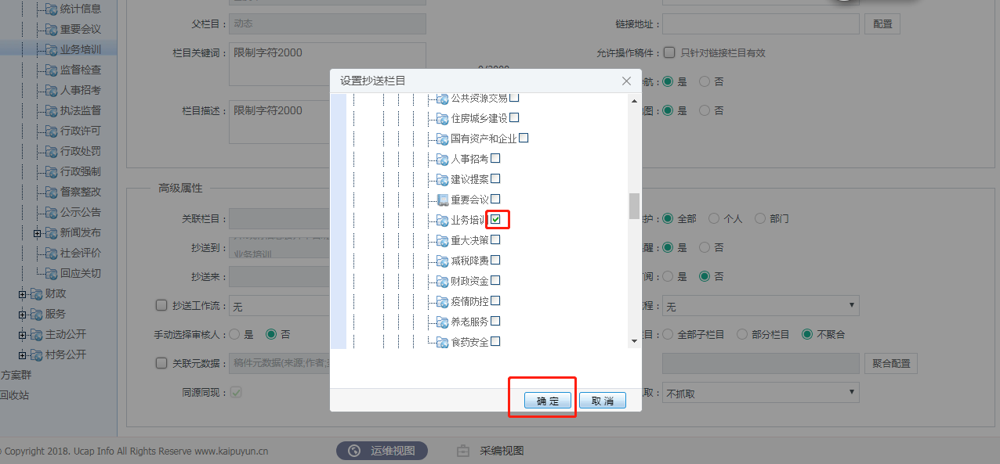 统计信息
重要会议
业务培训
监督检查
人事招考
执法监督
行政许可
行政处罚
行政强制
督察整改
公示公告
新闻发布
社会评价
回应关切
财政
服务
主动公开
村务公开
方案群
回收站
父栏目：
动态
链接地址：
配置
栏目关键词：
限制字符2000
允许操作稿件：
只针对链接栏目有效
航：
是
否
栏目描述：
限制字符2000
图：
是
否
设置抄送栏目
公共资源交易
住房城乡建设
国有资产和企业
人事招考
建议提案
重要会议
业务培训
重大决策
减税降费
财政资金
疫情防控
养老服务
食药安全
确 定
取 消
高级属性
关联栏目：
护：
全部
个人
部门
抄送到：
业务培训
醒：
是
否
抄送来：
阅：
是
否
抄送工作流：
无
程：
无
手动选择审核人：
是
否
目：
全部子栏目
部分栏目
不聚合
关联元数据：
稿件元数据(来源;作者;
聚合配置
同源同现：
取：
不抓取
Copyright 2018. Ucap Info All Rights Reserve www.kaipuyun.cn
运维视图
采编视图